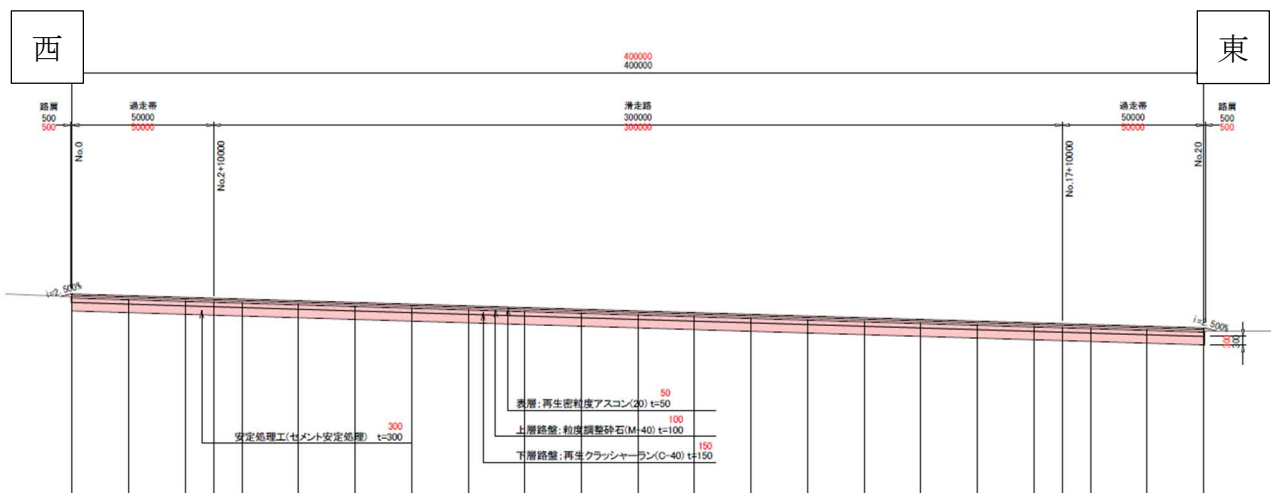 西
東
400000
400000
路肩
500
500
過走帯
50000
50000
滑走路
300000
300000
過走帯
50000
50000
路肩
500
500
No.0
No.2+10000
No.17+10000
No.20
i=2.500%
i=2.500%
300
300
50
表層;再生密粒度アスコン(20) t=50
100
上層路盤;粒度調整砕石(M-40) t=100
150
下層路盤;再生クラッシャーラン(C-40) t=150
300
安定処理工(セメント安定処理) t=300